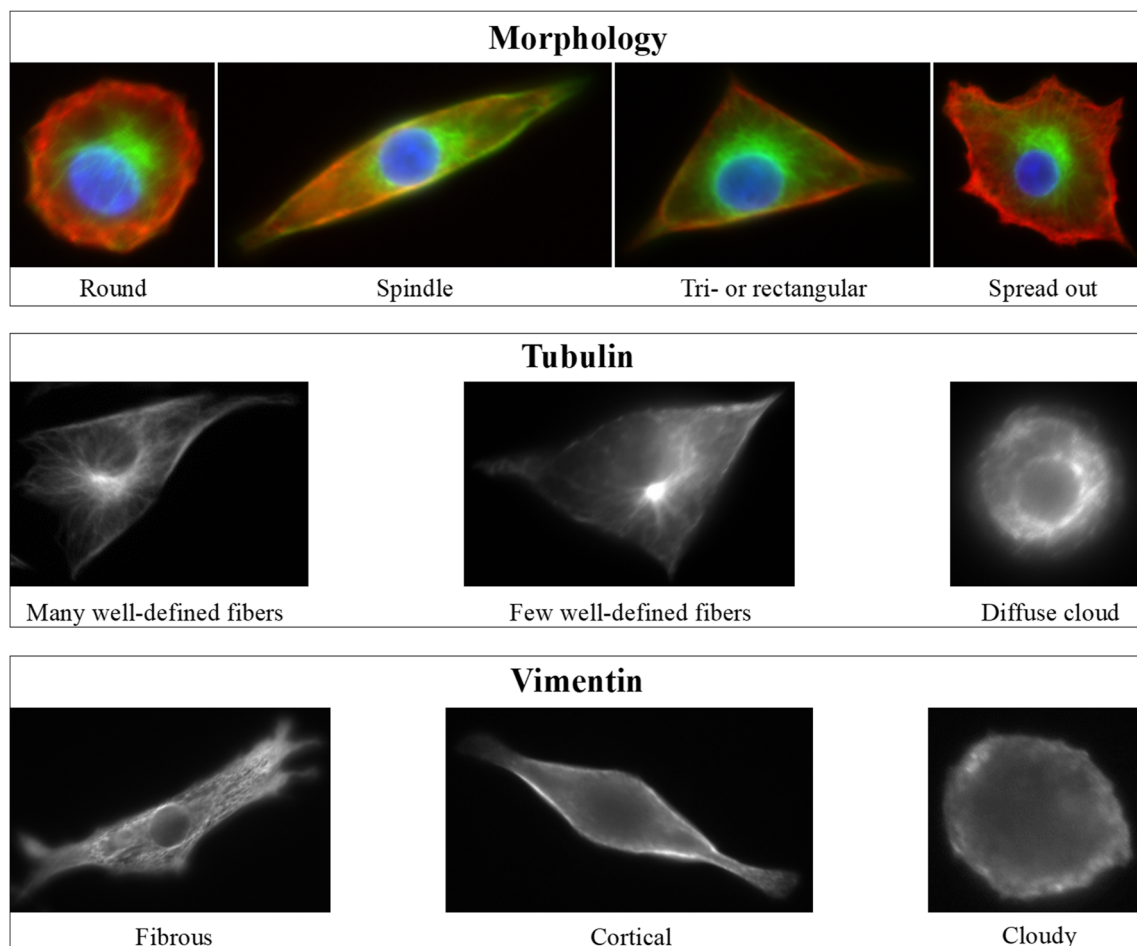 Morphology
Round
Spindle
Tri- or rectangular
Spread out
Tubulin
Many well-defined fibers
Few well-defined fibers
Diffuse cloud
Vimentin
Fibrous
Cortical
Cloudy